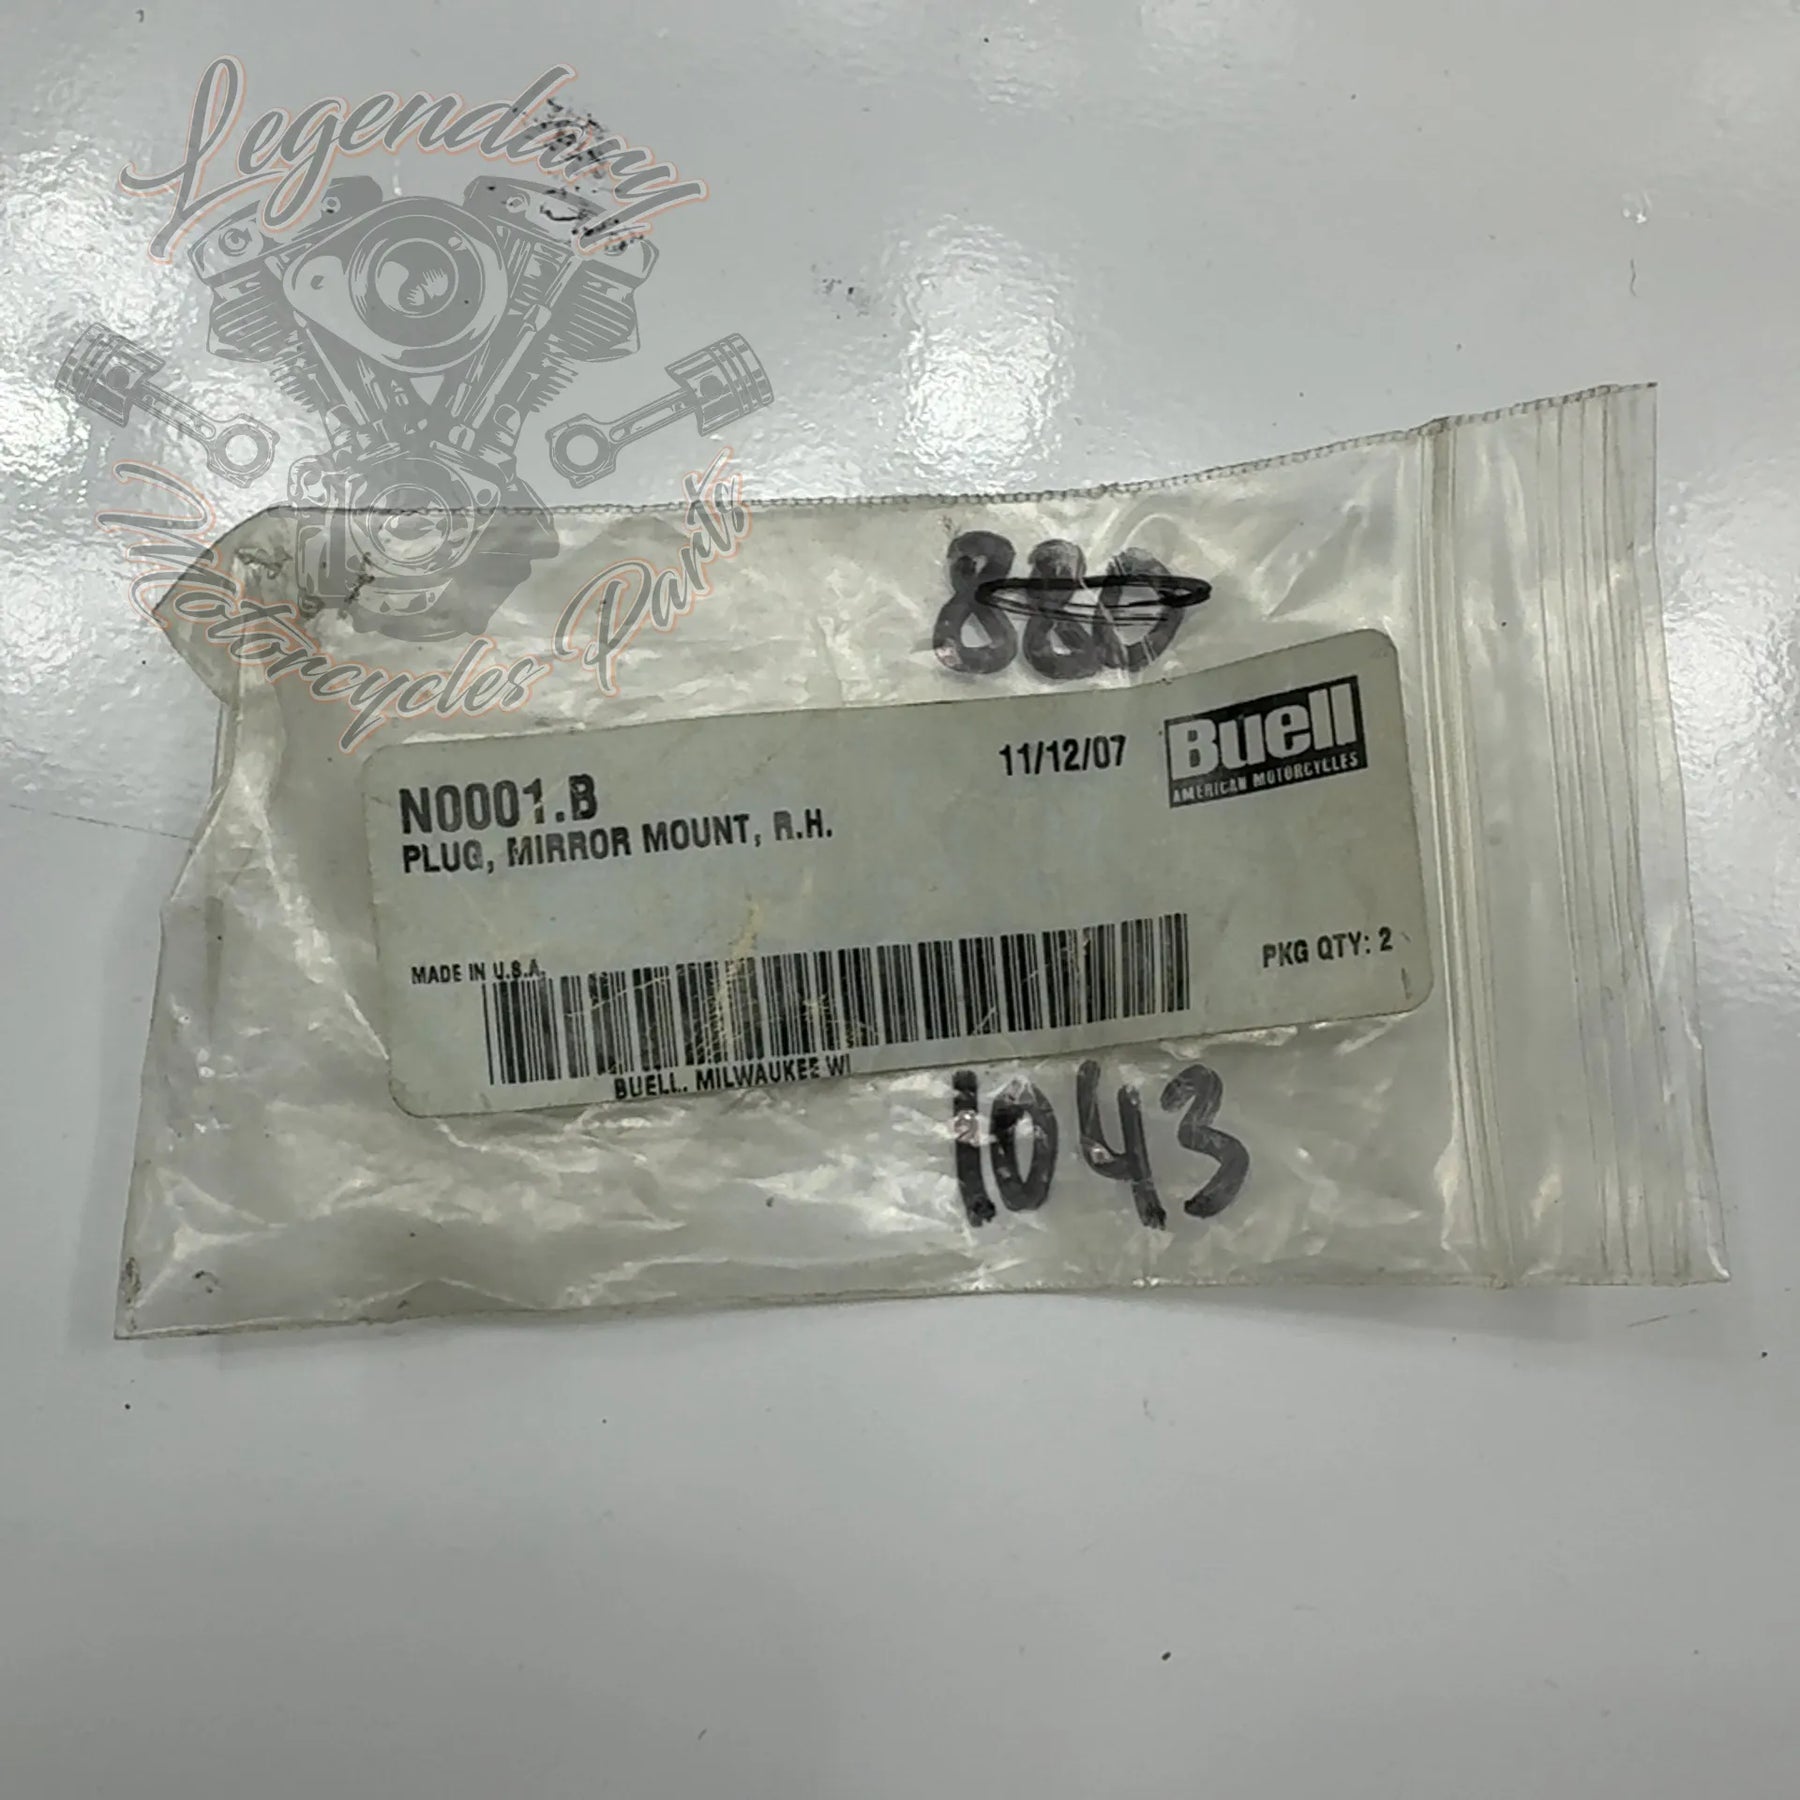 Legendary
Motorcycles Parts
880
N0001.B
11/12/07
Buell
AMERICAN MOTORCYCLES
PLUG, MIRROR MOUNT, R.H.
MADE IN U.S.A.
PKG QTY: 2
BUELL. MILWAUKEE WI
1043